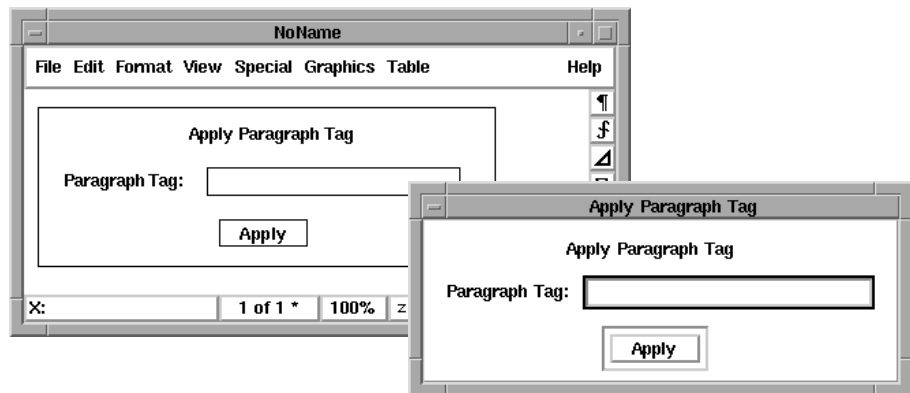 NoName
File Edit Format View Special Graphics Table Help
¶
Apply Paragraph Tag
Paragraph Tag:
Apply
X: 1 of 1 * 100% z
Apply Paragraph Tag
Apply Paragraph Tag
Paragraph Tag:
Apply